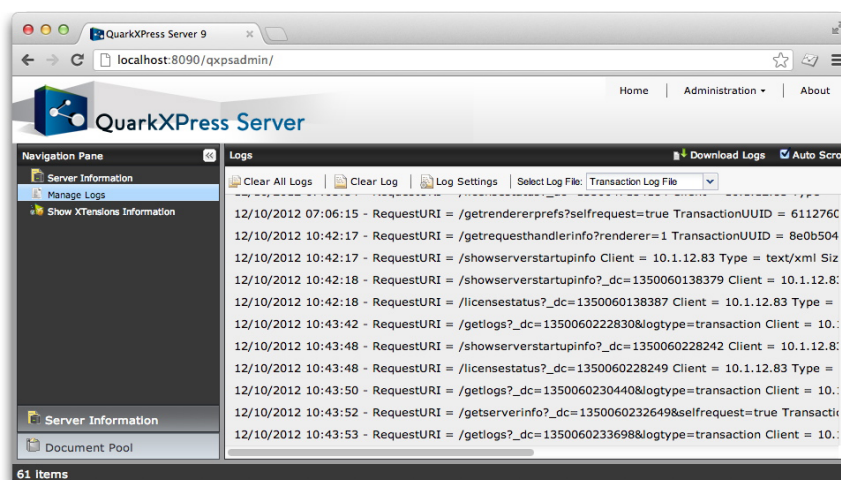 QuarkXPress Server 9
localhost:8090/qxpsadmin/
Home | Administration | About
QuarkXPress Server
Navigation Pane
Server Information
Manage Logs
Show XTensions Information
Server Information
Document Pool
Logs
Download Logs Auto Scro
Clear All Logs | Clear Log | Log Settings | Select Log File: Transaction Log File
12/10/2012 07:06:15 - RequestURI = /getrendererprefs?selfrequest=true TransactionUUID = 6112760
12/10/2012 10:42:17 - RequestURI = /getrequesthandlerinfo?renderer=1 TransactionUUID = 8e0b504
12/10/2012 10:42:17 - RequestURI = /showserverstartupinfo Client = 10.1.12.83 Type = text/xml Siz
12/10/2012 10:42:18 - RequestURI = /showserverstartupinfo?_dc=1350060138379 Client = 10.1.12.83
12/10/2012 10:42:18 - RequestURI = /licensestatus?_dc=1350060138387 Client = 10.1.12.83 Type =
12/10/2012 10:43:42 - RequestURI = /getlogs?_dc=1350060222830&logtype=transaction Client = 10.
12/10/2012 10:43:48 - RequestURI = /showserverstartupinfo?_dc=1350060228242 Client = 10.1.12.8
12/10/2012 10:43:48 - RequestURI = /licensestatus?_dc=1350060228249 Client = 10.1.12.83 Type =
12/10/2012 10:43:50 - RequestURI = /getlogs?_dc=1350060230440&logtype=transaction Client = 10.
12/10/2012 10:43:52 - RequestURI = /getserverinfo?_dc=1350060232649&selfrequest=true Transactio
12/10/2012 10:43:53 - RequestURI = /getlogs?_dc=1350060233698&logtype=transaction Client = 10.
61 items